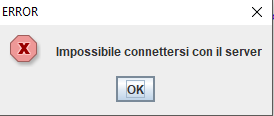 ERROR
Impossibile connettersi con il server
OK